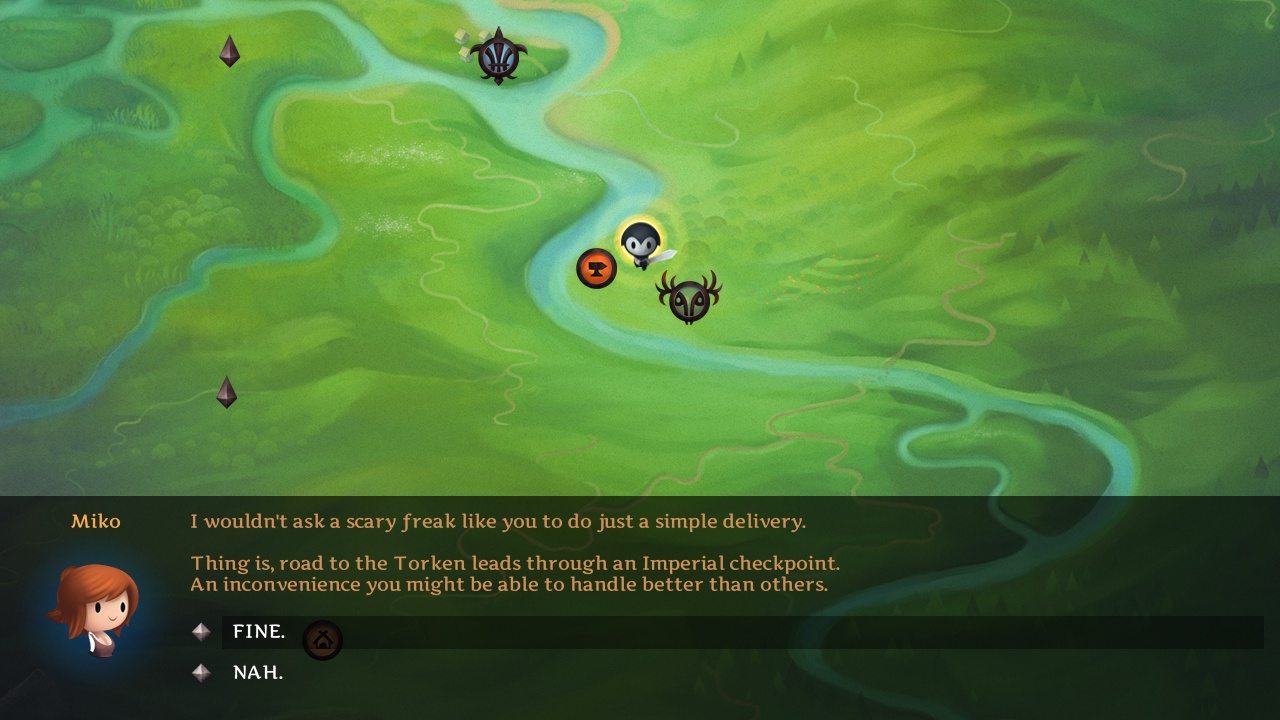 Miko
I wouldn't ask a scary freak like you to do just a simple delivery.
Thing is, road to the Torken leads through an Imperial checkpoint.
An inconvenience you might be able to handle better than others.
FINE.
NAH.